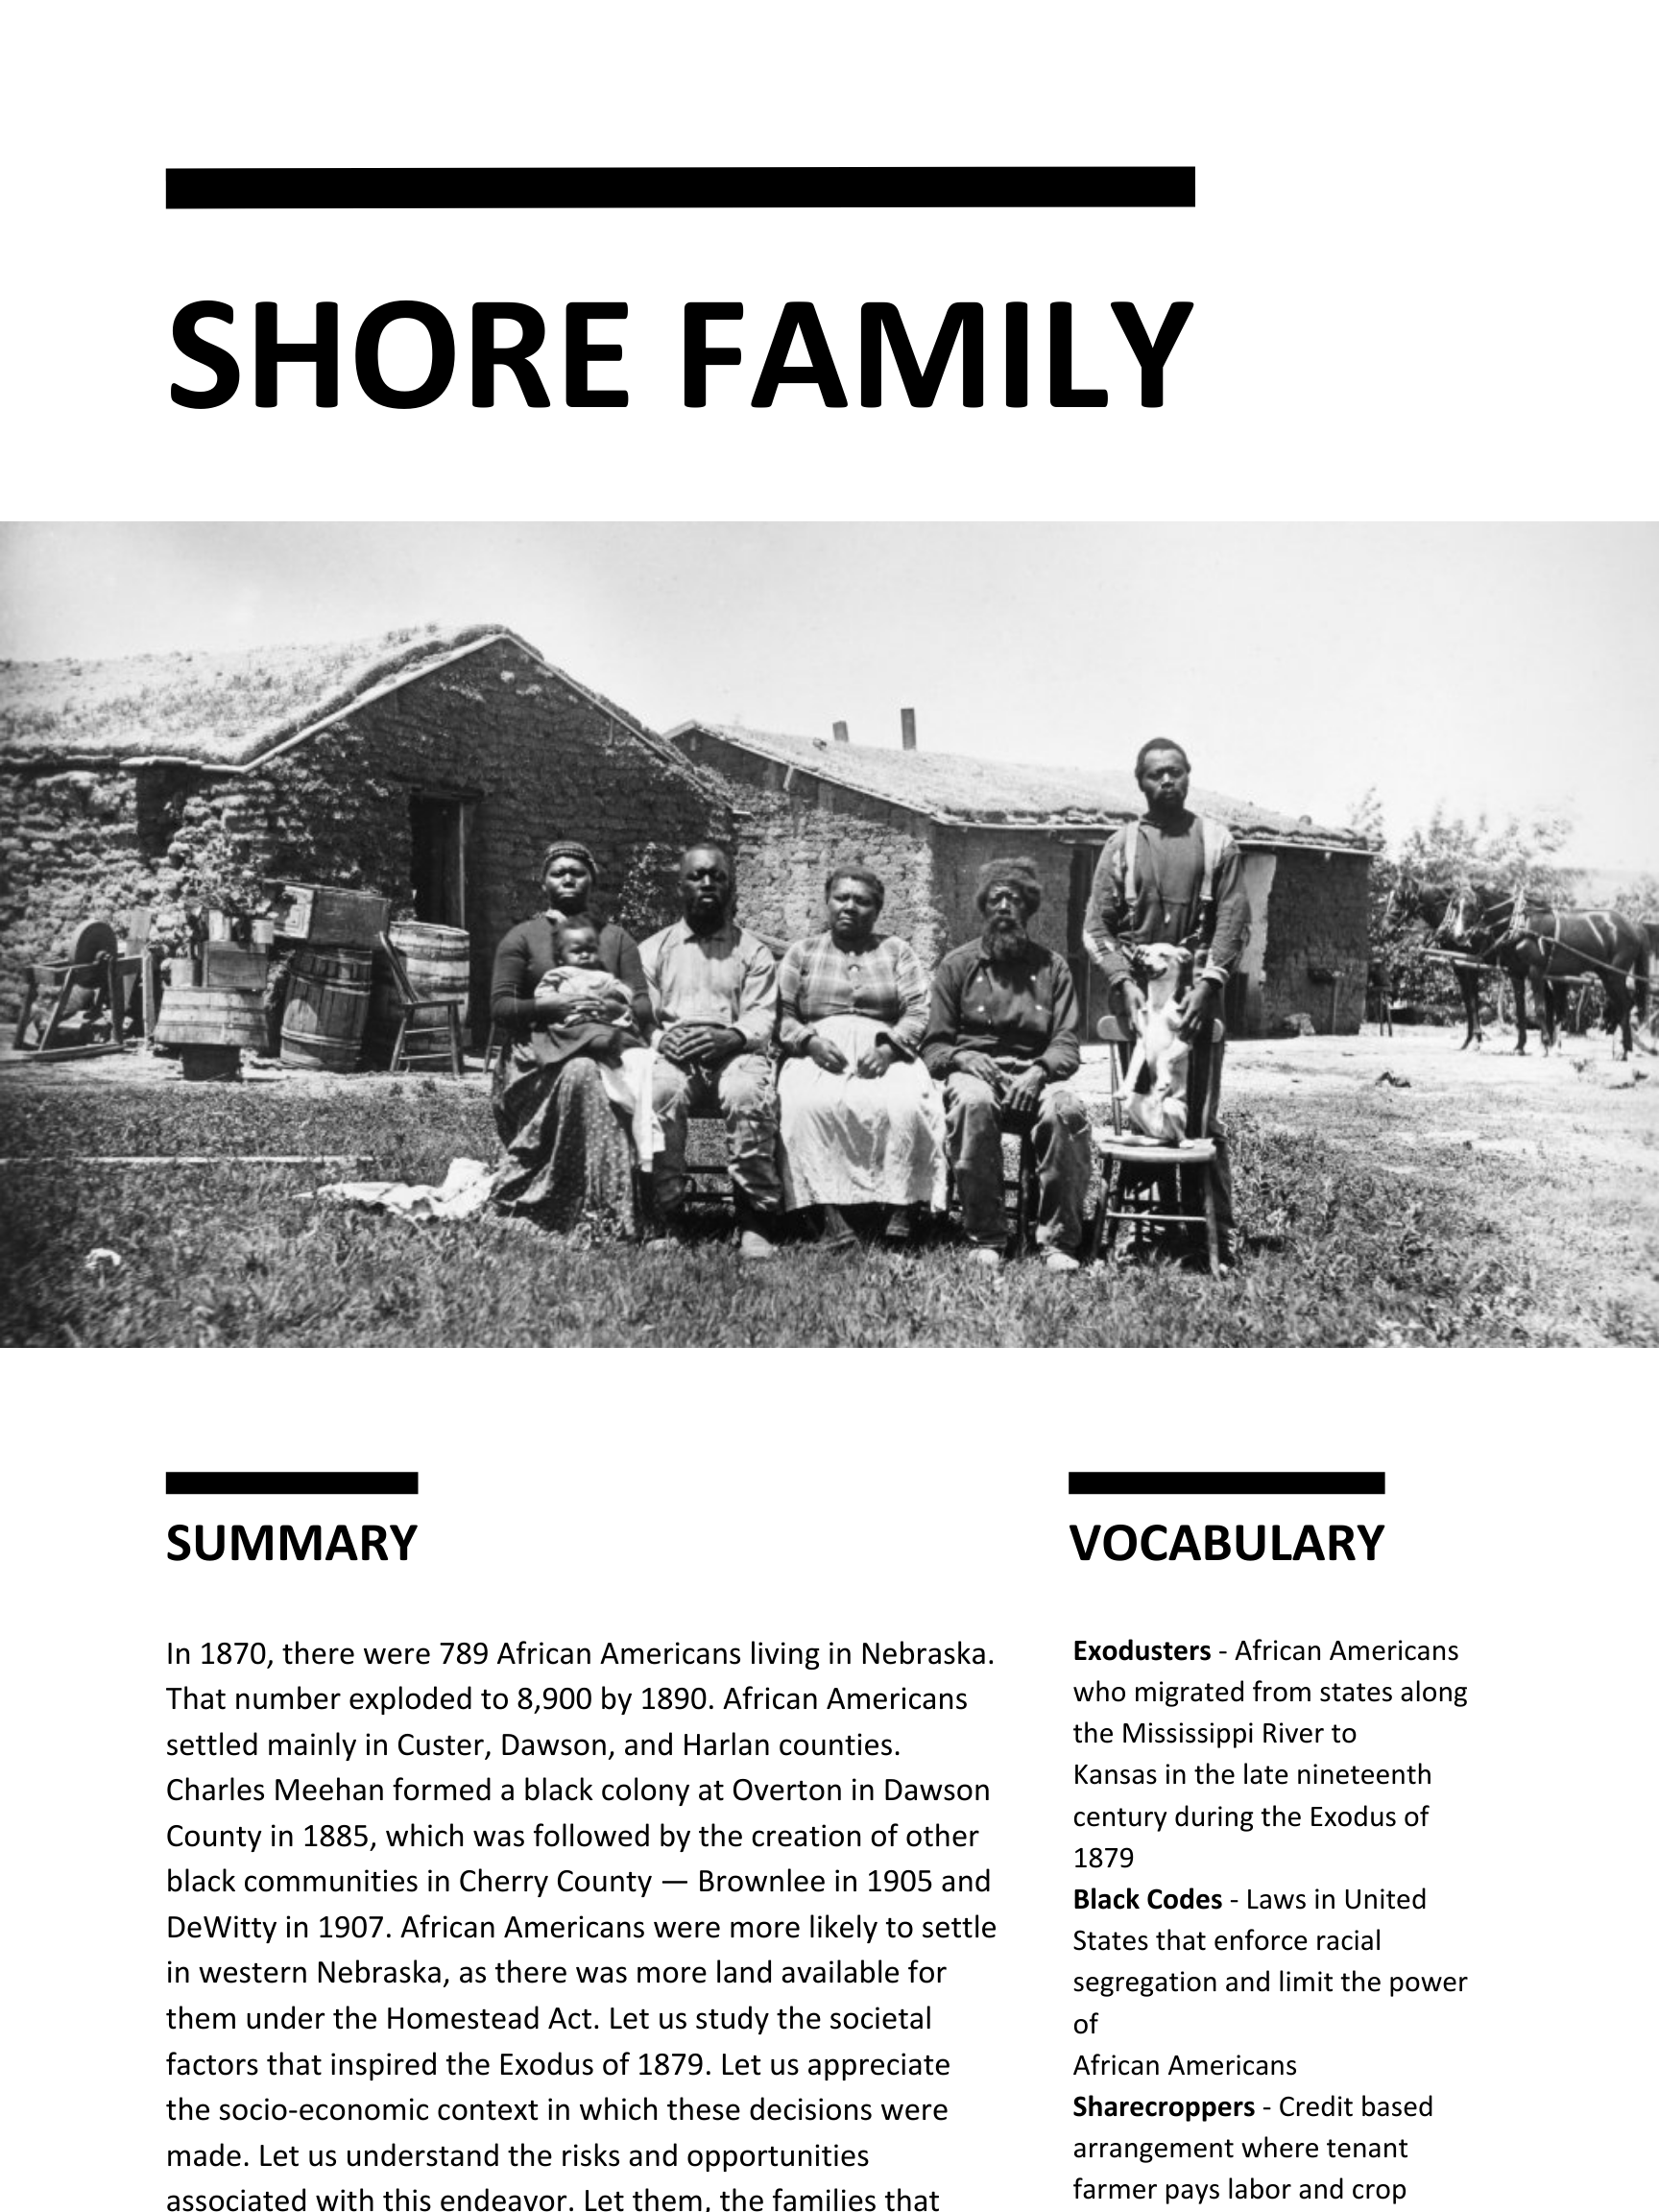 SHORE FAMILY
SUMMARY
In 1870, there were 789 African Americans living in Nebraska.
That number exploded to 8,900 by 1890. African Americans
settled mainly in Custer, Dawson, and Harlan counties.
Charles Meehan formed a black colony at Overton in Dawson
County in 1885, which was followed by the creation of other
black communities in Cherry County — Brownlee in 1905 and
DeWitty in 1907. African Americans were more likely to settle
in western Nebraska, as there was more land available for
them under the Homestead Act. Let us study the societal
factors that inspired the Exodus of 1879. Let us appreciate
the socio-economic context in which these decisions were
made. Let us understand the risks and opportunities
associated with this endeavor. Let them, the families that
VOCABULARY
Exodusters - African Americans
who migrated from states along
the Mississippi River to
Kansas in the late nineteenth
century during the Exodus of
1879
Black Codes - Laws in United
States that enforce racial
segregation and limit the power
of
African Americans
Sharecroppers - Credit based
arrangement where tenant
farmer pays labor and crop